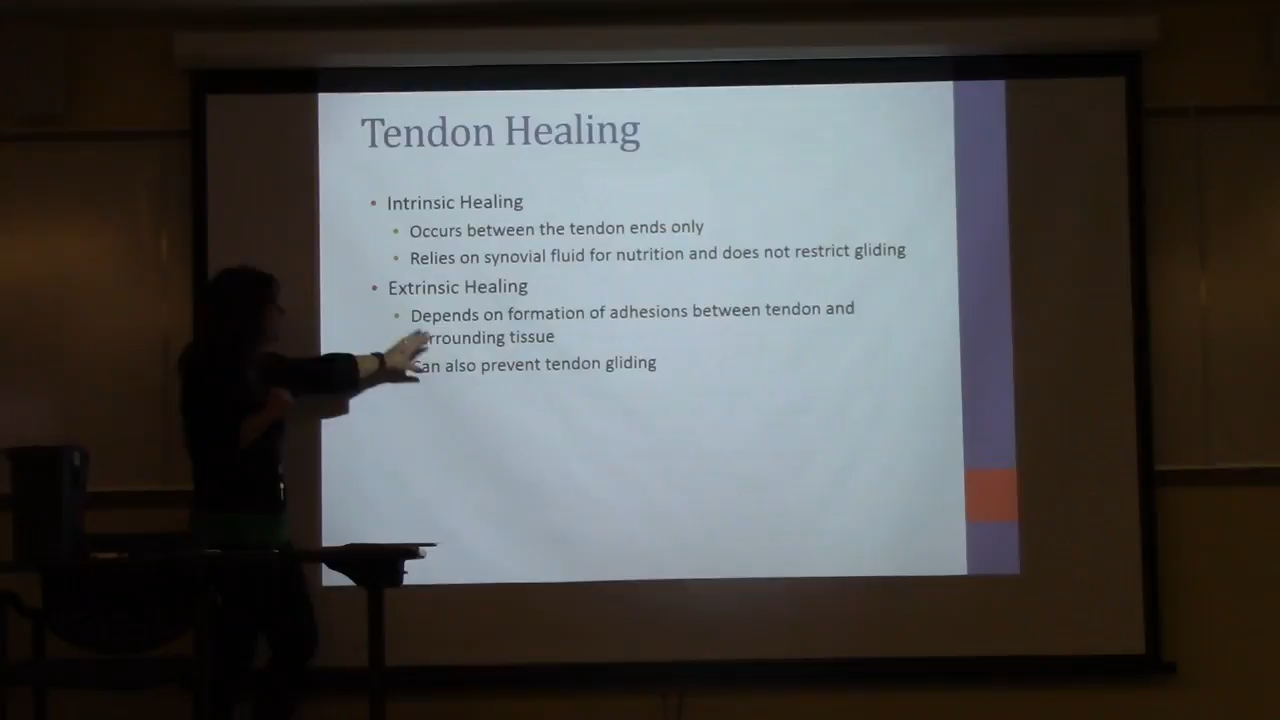 Tendon Healing
• Intrinsic Healing
• Occurs between the tendon ends only
• Relies on synovial fluid for nutrition and does not restrict gliding
• Extrinsic Healing
• Depends on formation of adhesions between tendon and
surrounding tissue
Can also prevent tendon gliding